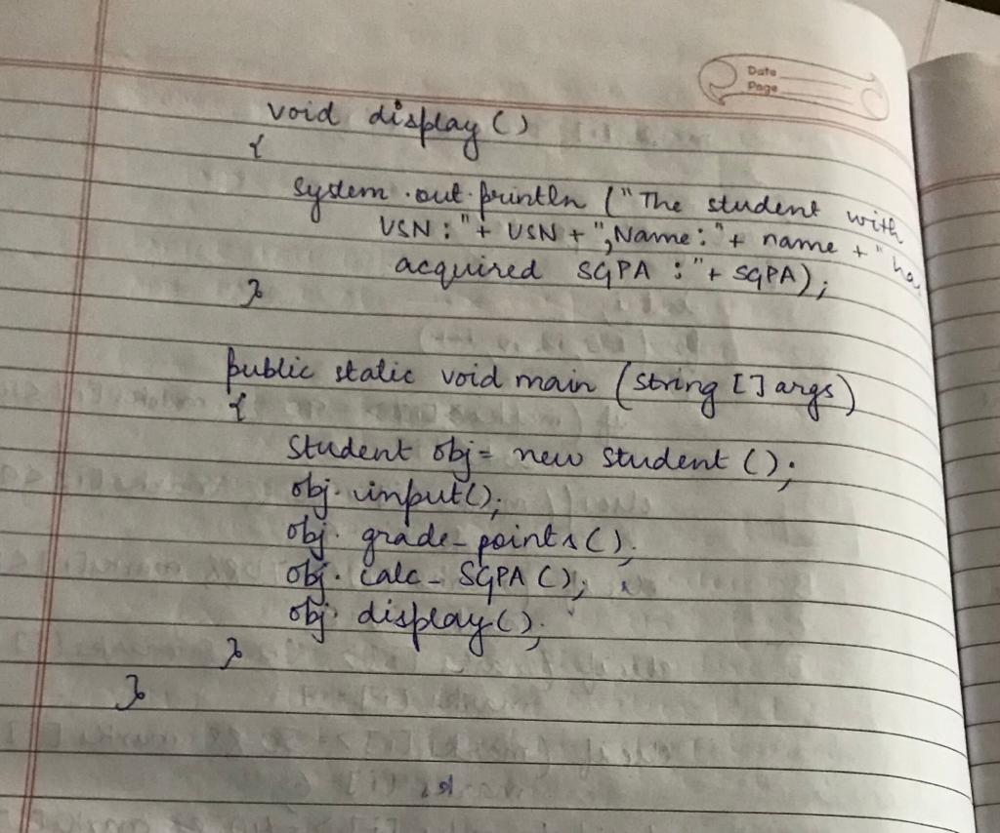 Date
Page
void display ()
{
System.out.println ("The student with
USN : "+ USN + ",Name: "+ name + " ha
acquired SGPA : "+ SGPA);
}
public static void main (String [] args)
{
Student obj = new Student ();
obj. input();
obj. grade_points ();
obj. calc_SGPA ();
obj. display();
}
}